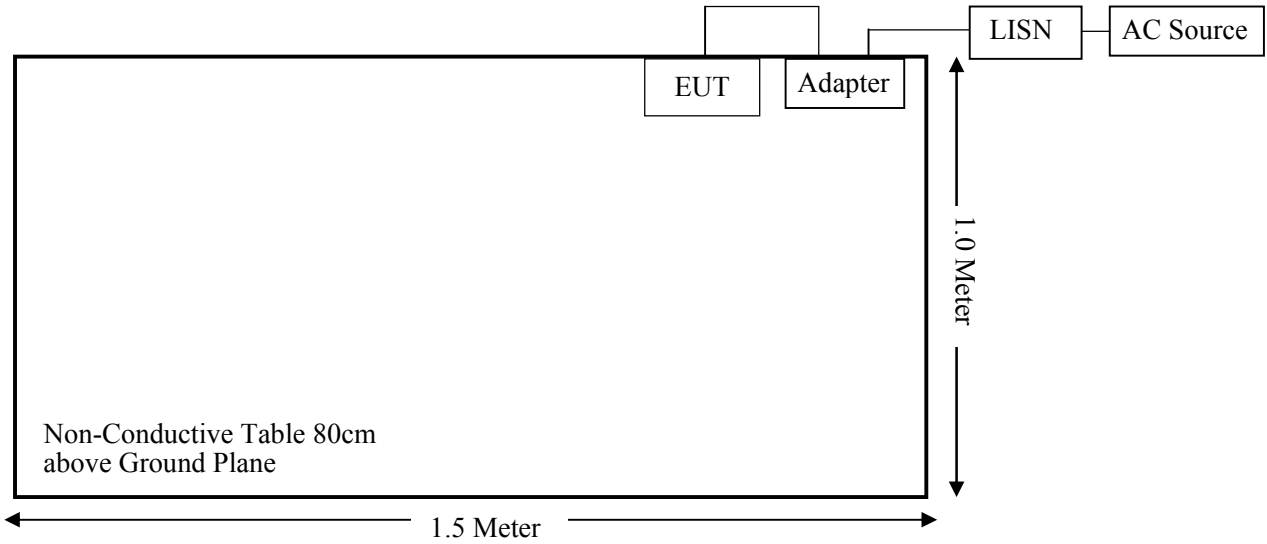 LISN
AC Source
EUT
Adapter
1.0 Meter
Non-Conductive Table 80cm
above Ground Plane
1.5 Meter